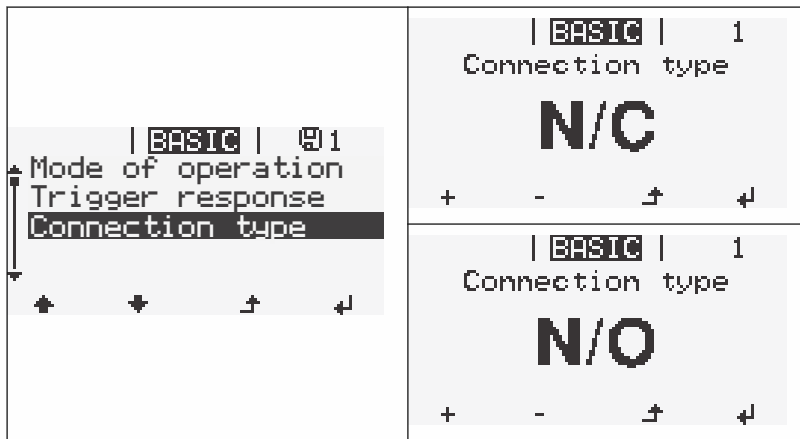 | BASIC | 1
Mode of operation
Trigger response
Connection type
| BASIC | 1
Connection type
N/C
+ -
| BASIC | 1
Connection type
N/O
+ -